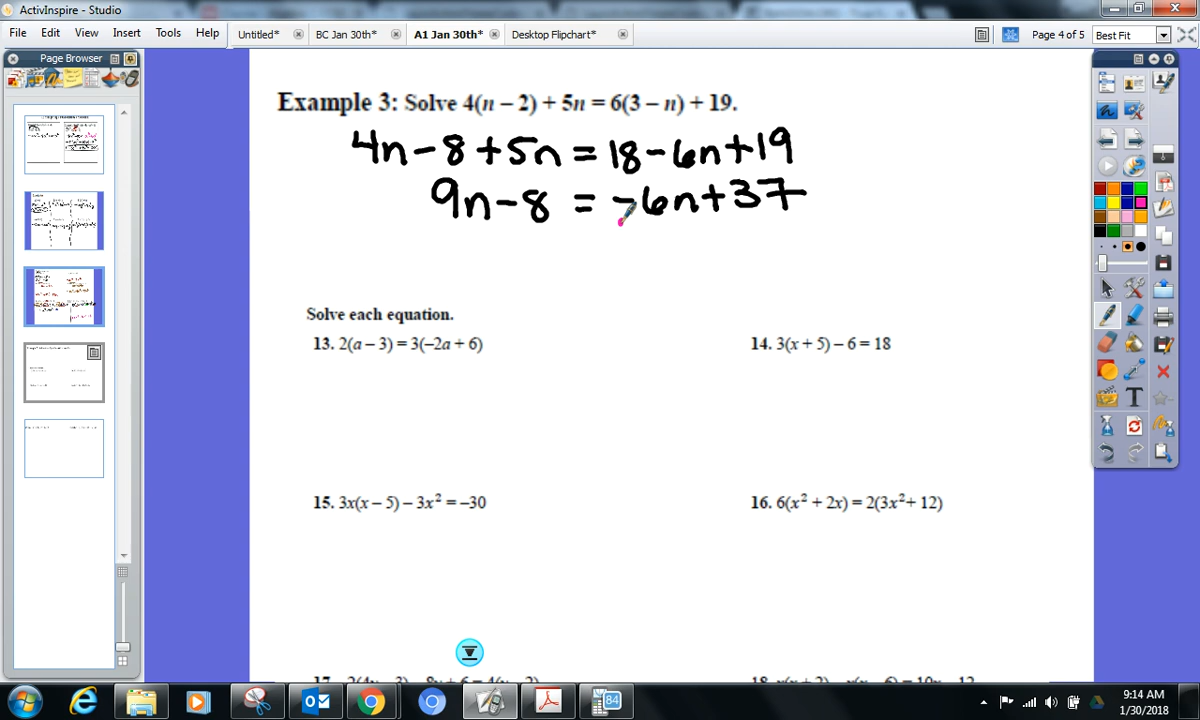 ActivInspire - Studio
File Edit View Insert Tools Help
Untitled* BC Jan 30th* A1 Jan 30th* Desktop Flipchart*
Page 4 of 5 Best Fit
Page Browser
Example 3: Solve 4(n – 2) + 5n = 6(3 – n) + 19.
4n - 8 + 5n = 18 - 6n + 19
9n - 8 = -6n + 37
Solve each equation.
13. 2(a – 3) = 3(–2a + 6)
14. 3(x + 5) – 6 = 18
15. 3x(x – 5) – 3x² = –30
16. 6(x² + 2x) = 2(3x² + 12)
84
9:14 AM
1/30/2018